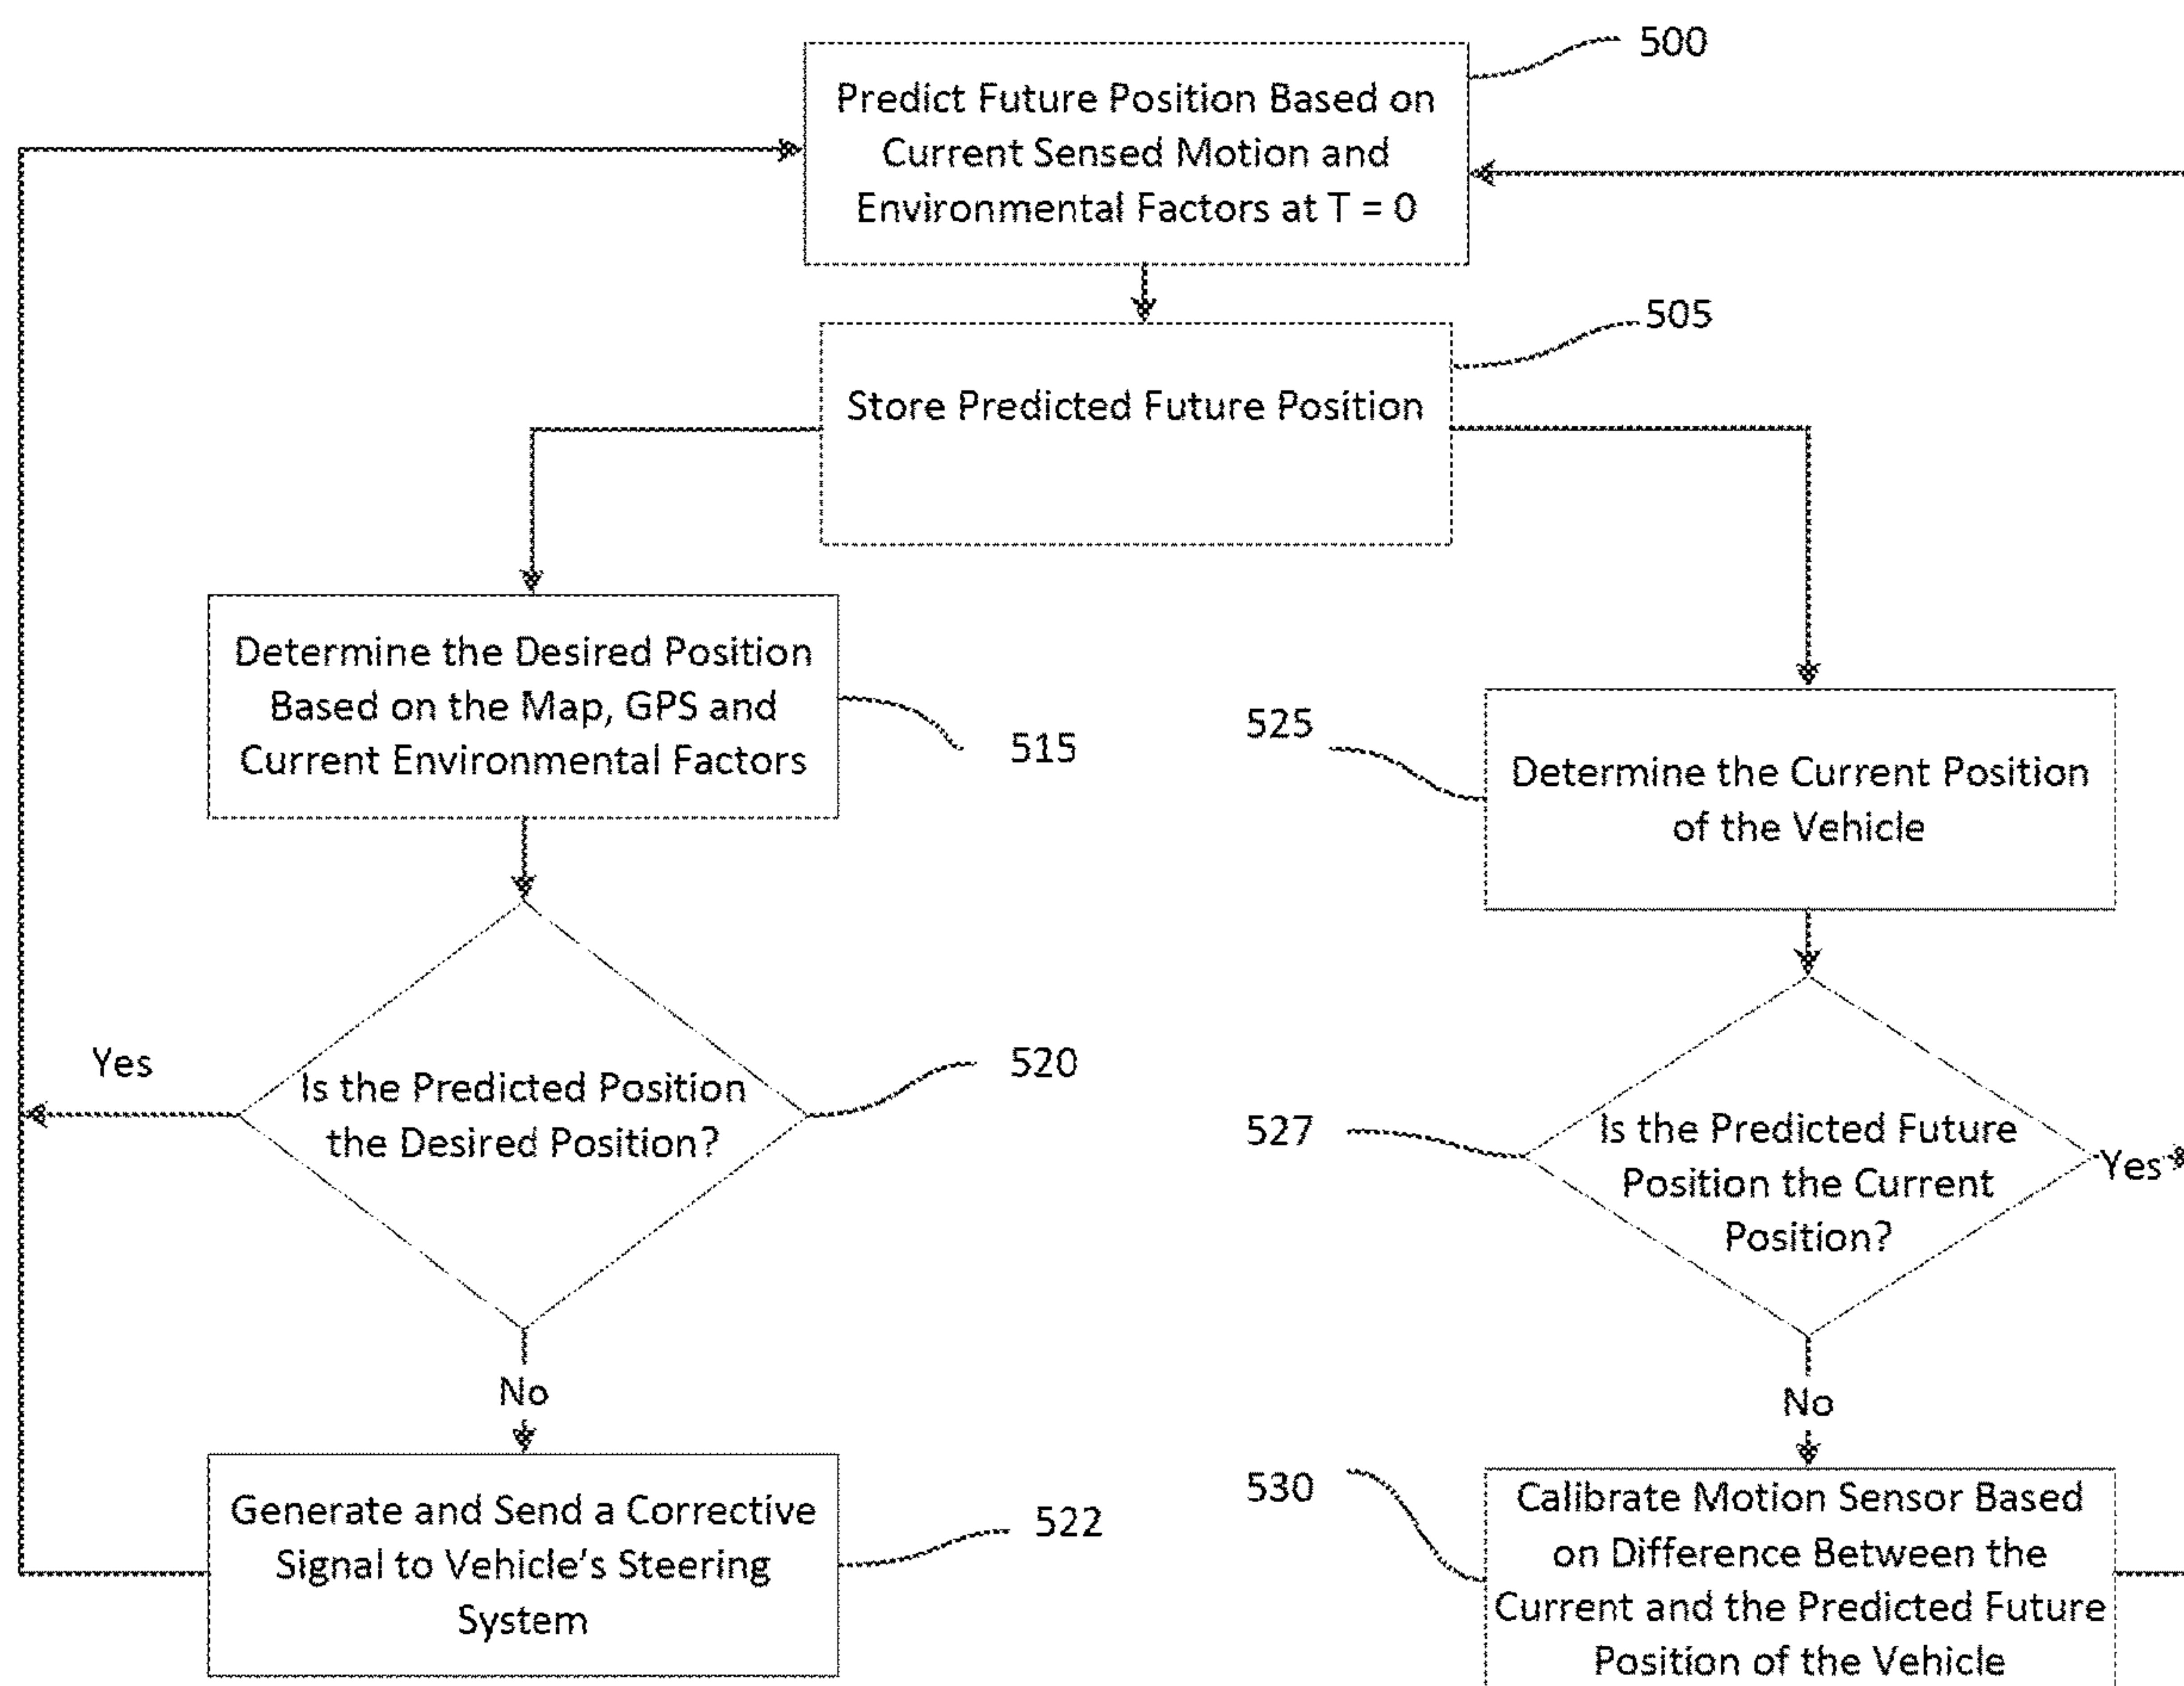 500
Predict Future Position Based on
Current Sensed Motion and
Environmental Factors at T = 0
505
Store Predicted Future Position
Determine the Desired Position
Based on the Map, GPS and
Current Environmental Factors
515
525
Determine the Current Position
of the Vehicle
Yes
Is the Predicted Position
the Desired Position?
520
527
Is the Predicted Future
Position the Current
Position?
Yes
No
No
Generate and Send a Corrective
Signal to Vehicle's Steering
System
522
530
Calibrate Motion Sensor Based
on Difference Between the
Current and the Predicted Future
Position of the Vehicle